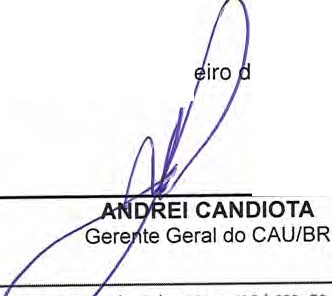 eiro d
ANDREI CANDIOTA
Gerente Geral do CAU/BR